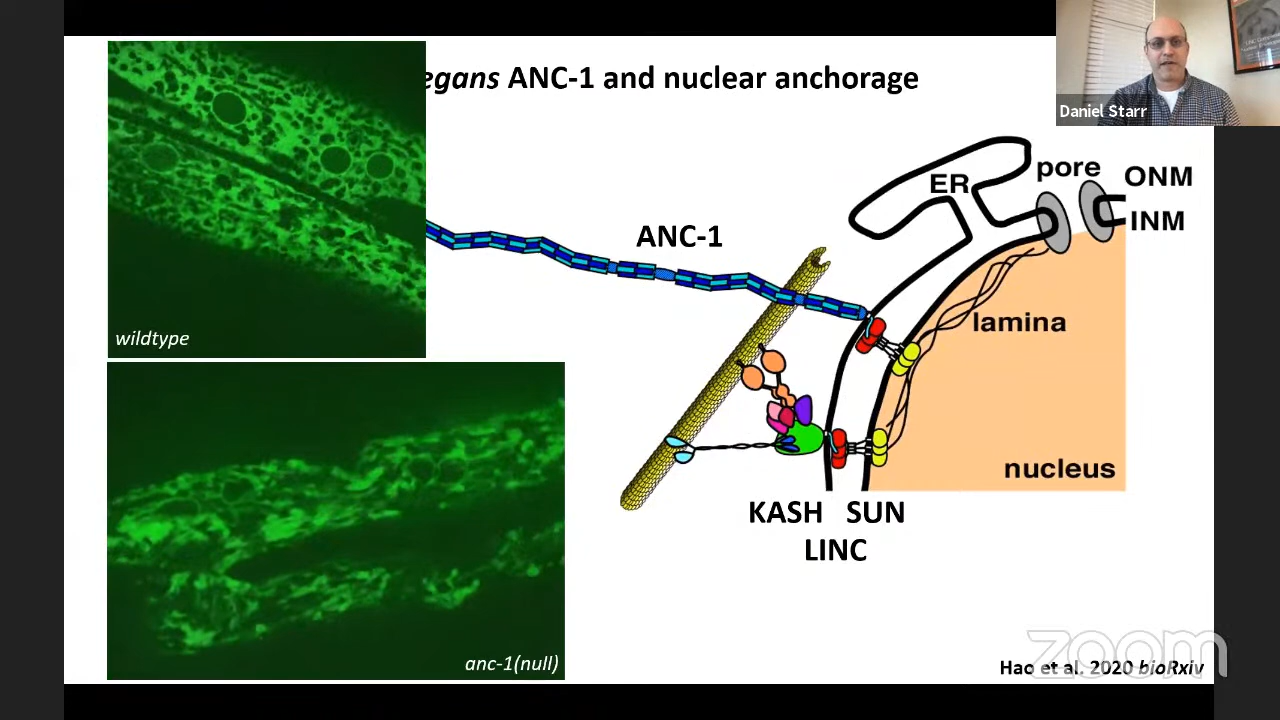 egans ANC-1 and nuclear anchorage
Daniel Starr
wildtype
anc-1(null)
ANC-1
ER
pore
ONM
INM
lamina
nucleus
KASH SUN
LINC
Hao et al. 2020 bioRxiv
zoom